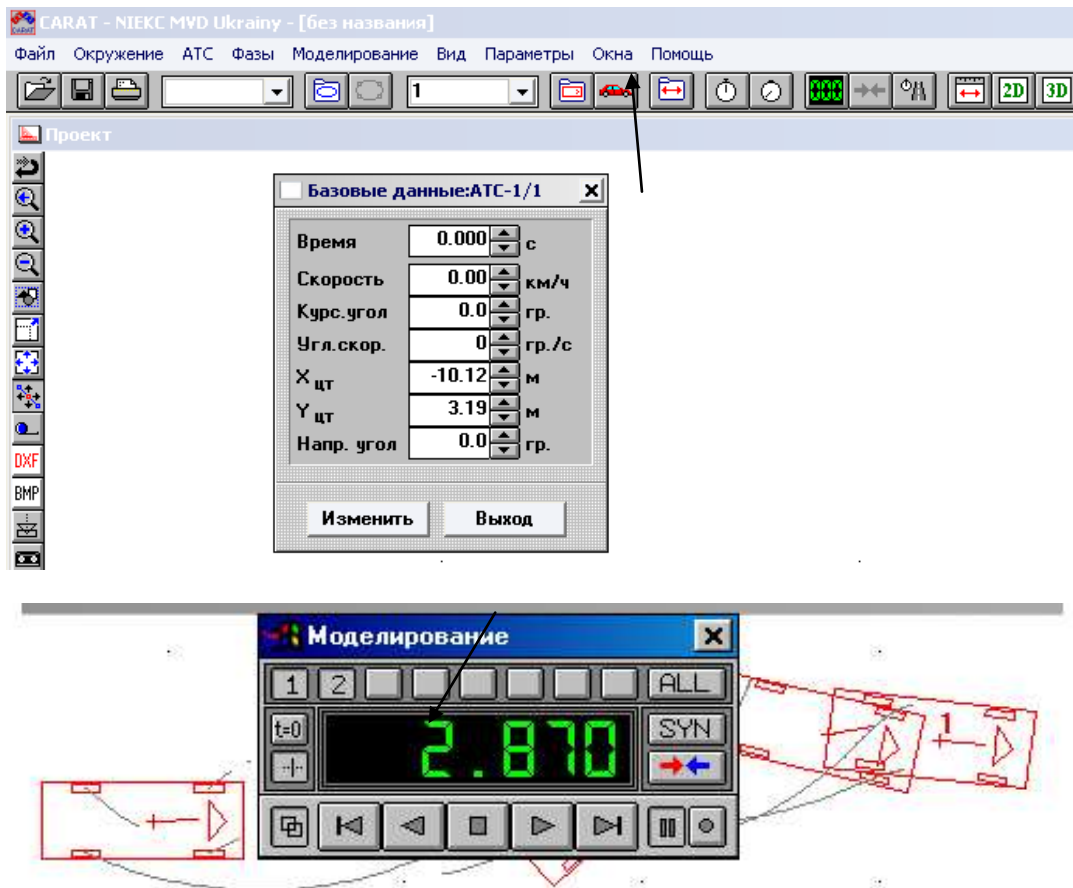 CARAT - NIEKC MVD Ukrainy - [без названия]
Файл Окружение АТС Фазы Моделирование Вид Параметры Окна Помощь
1 2D 3D
Проект
Базовые данные:АТС-1/1
Время 0.000 с
Скорость 0.00 км/ч
Курс.угол 0.0 гр.
Угл.скор. 0 гр./с
X цт -10.12 м
Y цт 3.19 м
Напр. угол 0.0 гр.
Изменить Выход
DXF
BMP
Моделирование
1 2 ALL
t=0 2.870 SYN
1